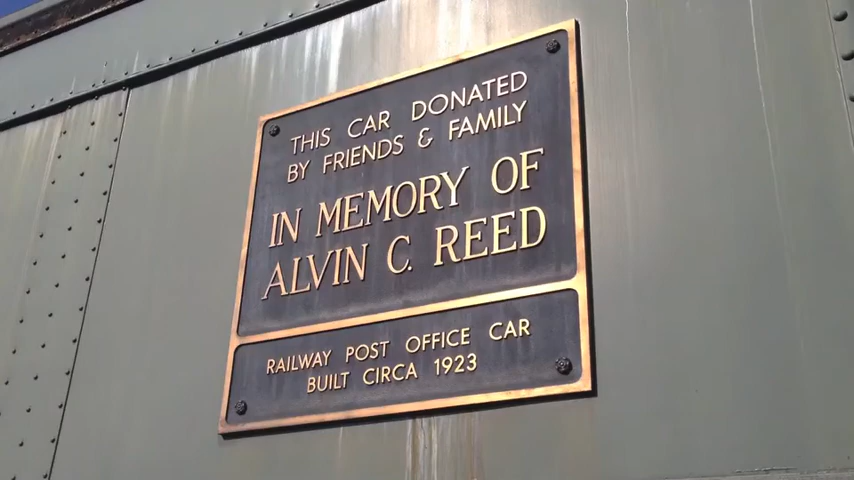 THIS CAR DONATED
BY FRIENDS & FAMILY
IN MEMORY OF
ALVIN C. REED
RAILWAY POST OFFICE CAR
BUILT CIRCA 1923